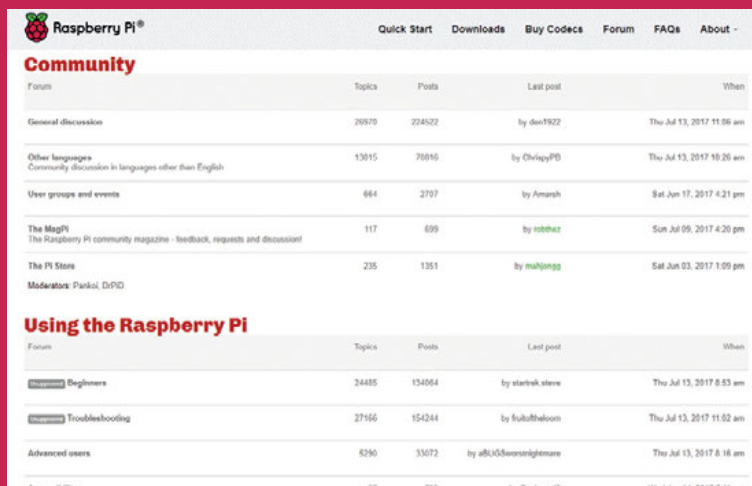 Raspberry Pi®
Quick Start Downloads Buy Codecs Forum FAQs About
Community
Forum Topics Posts Last post When
General discussion 26970 224522 by den1922 Thu Jul 13, 2017 11:06 am
Other languages 13015 70816 by ChrispyPB Thu Jul 13, 2017 10:26 am
Community discussion in languages other than English
User groups and events 664 2707 by Amarsh Sat Jun 17, 2017 4:21 pm
The MagPi 117 699 by robthez Sun Jul 09, 2017 4:20 pm
The Raspberry Pi community magazine - feedback, requests and discussion!
The Pi Store 235 1351 by mahjongg Sat Jun 03, 2017 1:09 pm
Moderators: Pankoi, DrPiD
Using the Raspberry Pi
Forum Topics Posts Last post When
Beginners 24485 134064 by startrek.steve Thu Jul 13, 2017 8:53 am
Troubleshooting 27166 154244 by fruitoftheloom Thu Jul 13, 2017 11:02 am
Advanced users 5290 33072 by aBUGSworstnightmare Thu Jul 13, 2017 8:16 am